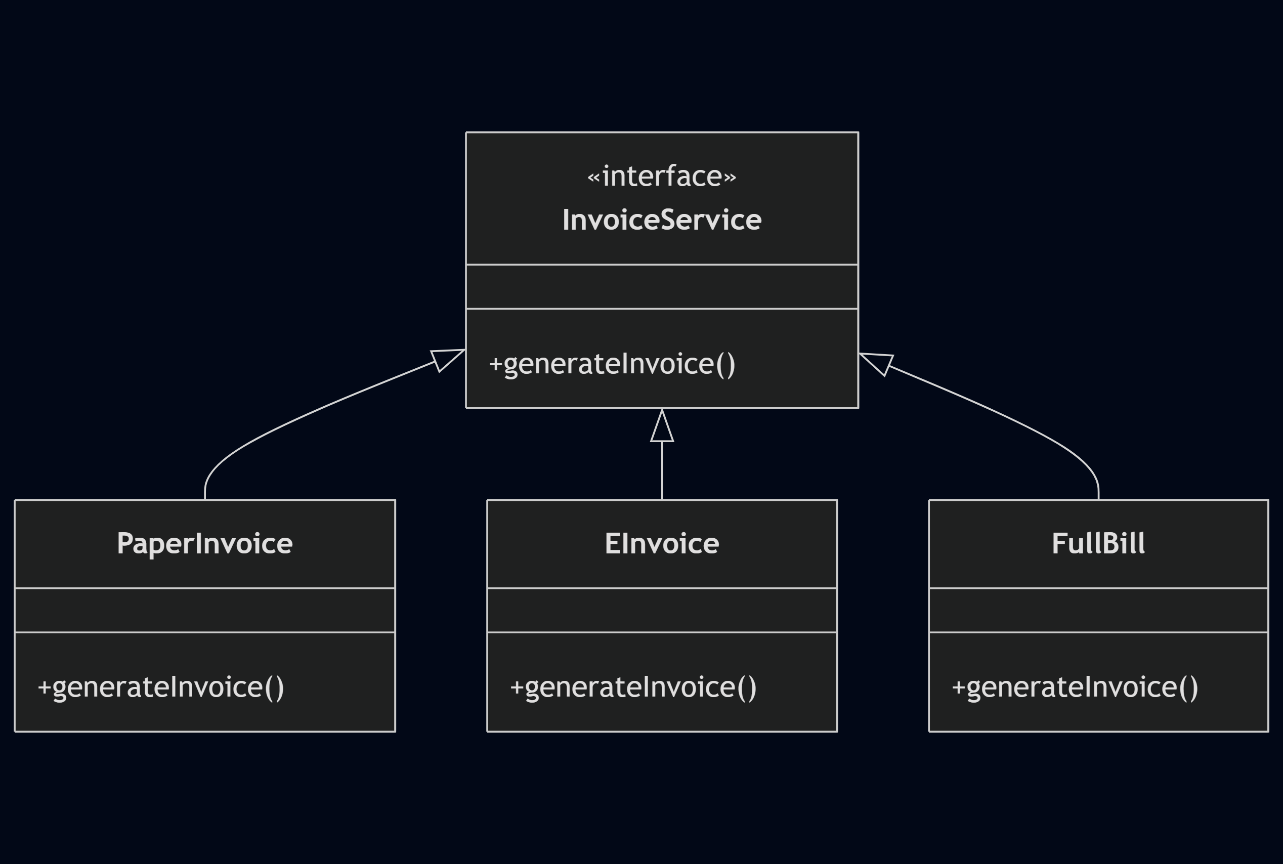 «interface»
InvoiceService
+generateInvoice()
PaperInvoice
+generateInvoice()
EInvoice
+generateInvoice()
FullBill
+generateInvoice()